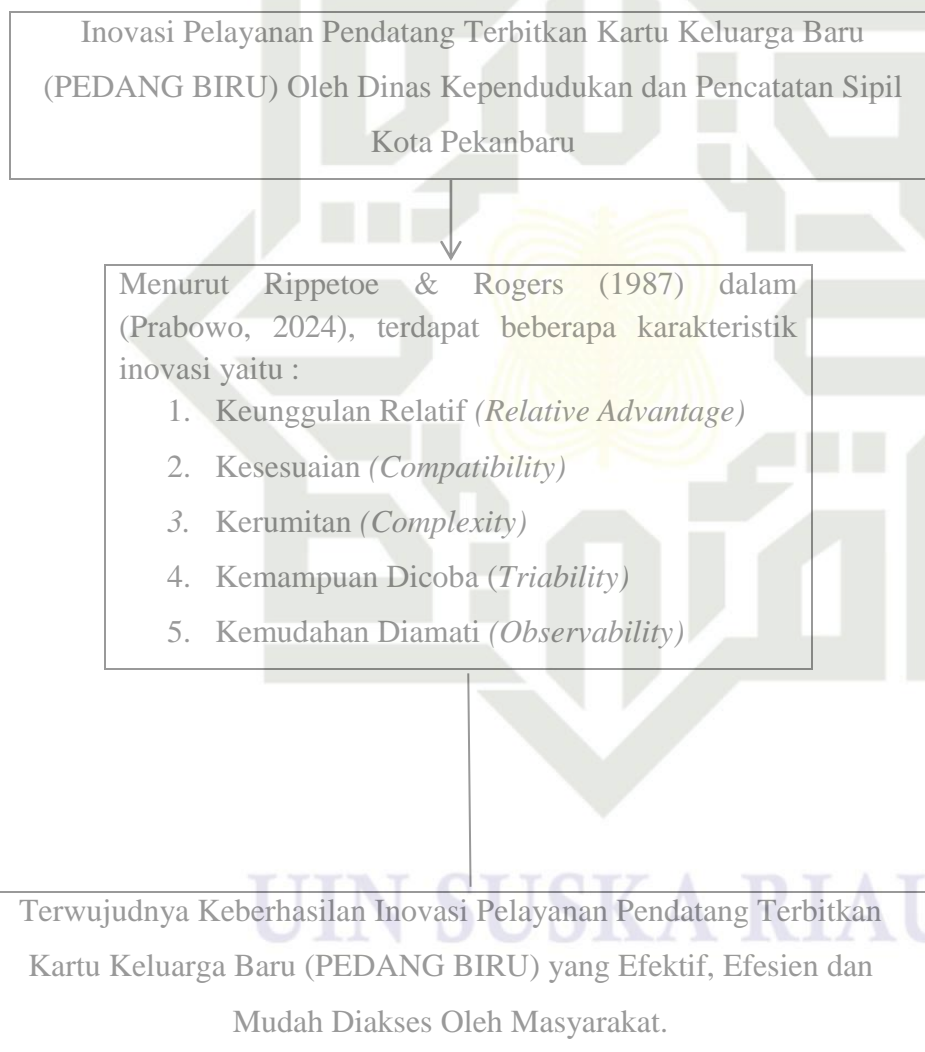 Inovasi Pelayanan Pendatang Terbitkan Kartu Keluarga Baru
(PEDANG BIRU) Oleh Dinas Kependudukan dan Pencatatan Sipil
Kota Pekanbaru
Menurut Rippetoe & Rogers (1987) dalam
(Prabowo, 2024), terdapat beberapa karakteristik
inovasi yaitu :
1. Keunggulan Relatif (Relative Advantage)
2. Kesesuaian (Compatibility)
3. Kerumitan (Complexity)
4. Kemampuan Dicoba (Triability)
5. Kemudahan Diamati (Observability)
UIN SUSKA RIAU
Terwujudnya Keberhasilan Inovasi Pelayanan Pendatang Terbitkan
Kartu Keluarga Baru (PEDANG BIRU) yang Efektif, Efesien dan
Mudah Diakses Oleh Masyarakat.